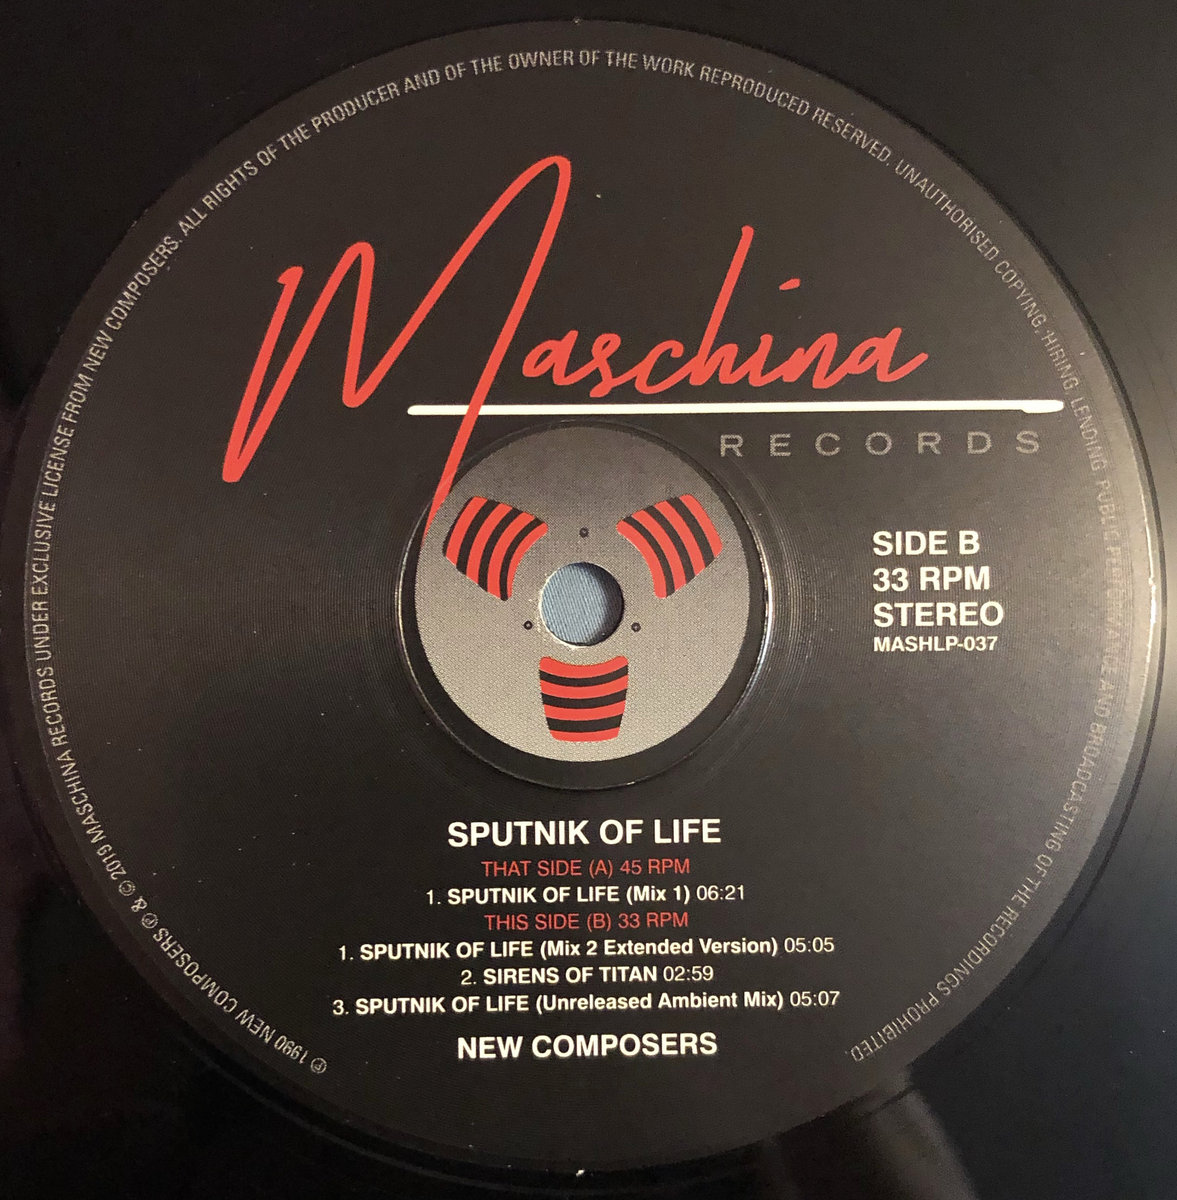 ℗ 1990 NEW COMPOSERS ℗ & © 2019 MASCHINA RECORDS UNDER EXCLUSIVE LICENSE FROM NEW COMPOSERS. ALL RIGHTS OF THE PRODUCER AND OF THE OWNER OF THE WORK REPRODUCED RESERVED. UNAUTHORISED COPYING, HIRING, LENDING, PUBLIC PERFORMANCE AND BROADCASTING OF THE RECORDINGS PROHIBITED.
Maschina
RECORDS
SIDE B
33 RPM
STEREO
MASHLP-037
SPUTNIK OF LIFE
THAT SIDE (A) 45 RPM
1. SPUTNIK OF LIFE (Mix 1) 06:21
THIS SIDE (B) 33 RPM
1. SPUTNIK OF LIFE (Mix 2 Extended Version) 05:05
2. SIRENS OF TITAN 02:59
3. SPUTNIK OF LIFE (Unreleased Ambient Mix) 05:07
NEW COMPOSERS